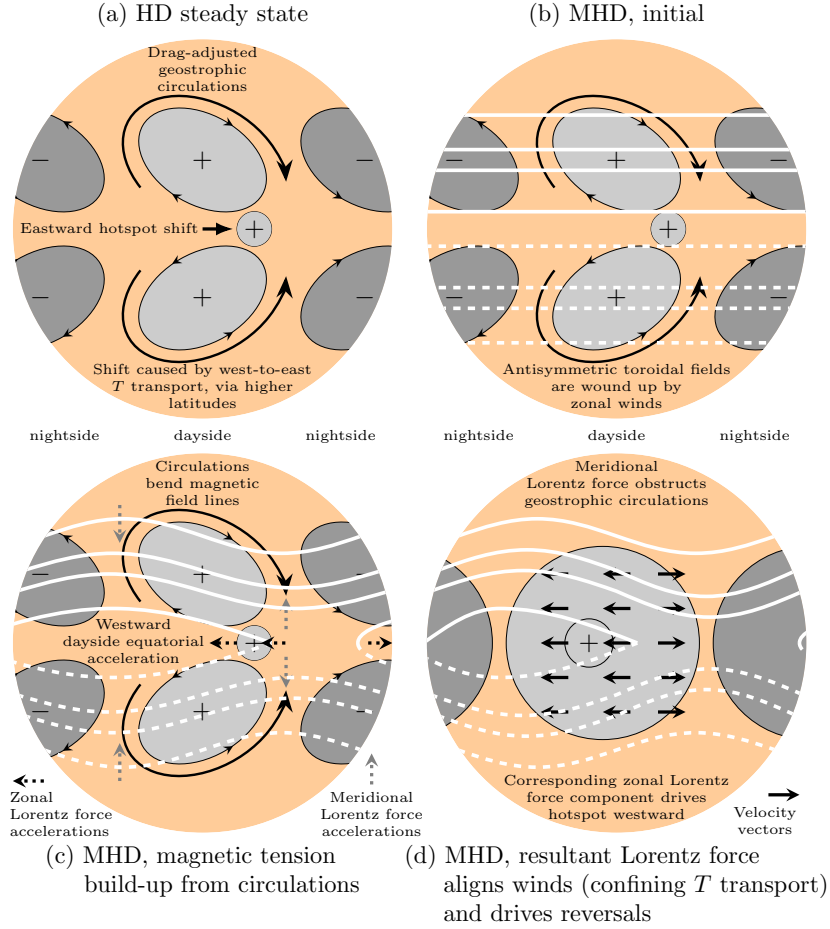 (a) HD steady state
Drag-adjusted
geostrophic
circulations
−
+
−
Eastward hotspot shift
+
−
+
−
Shift caused by west-to-east
T transport, via higher
latitudes
(b) MHD, initial
−
+
−
+
−
+
−
Antisymmetric toroidal fields
are wound up by
zonal winds
nightside
dayside
nightside
nightside
dayside
nightside
Circulations
bend magnetic
field lines
−
+
−
Westward
dayside equatorial
acceleration
+
−
+
−
Zonal
Lorentz force
accelerations
Meridional
Lorentz force
accelerations
(c) MHD, magnetic tension
build-up from circulations
Meridional
Lorentz force obstructs
geostrophic circulations
+
Corresponding zonal Lorentz
force component drives
hotspot westward
Velocity
vectors
(d) MHD, resultant Lorentz force
aligns winds (confining T transport)
and drives reversals